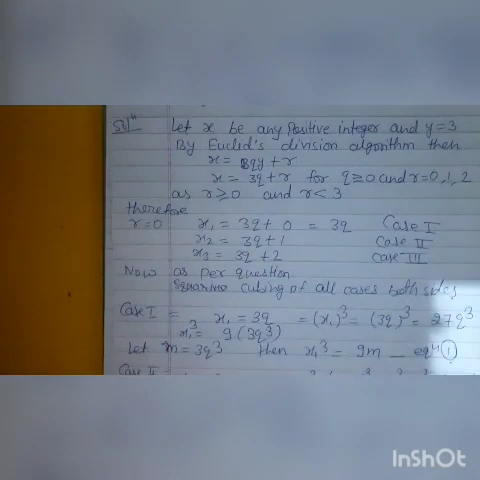 Solⁿ Let x be any positive integer and y=3
By Euclid's division algorithm then
x = qy + r
x = 3q + r for q ≥ 0 and r = 0, 1, 2
as r ≥ 0 and r < 3
therefore
r=0 x₁ = 3q + 0 = 3q Case I
x₂ = 3q + 1 Case II
x₃ = 3q + 2 Case III
Now as per question
cubing of all cases both sides
Case I = x₁ = 3q = (x₁)³ = (3q)³ = 27q³
x₁³ = 9(3q³)
Let m = 3q³ then x₁³ = 9m — eqⁿ ①
Case II
InShOt